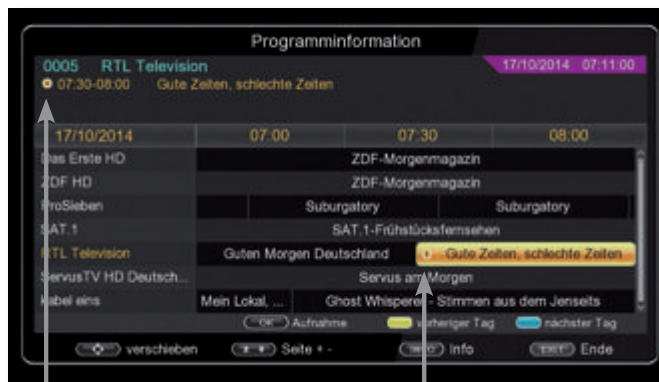 Programminformation
0005 RTL Television 17/10/2014 07:11:00
07:30-08:00 Gute Zeiten, schlechte Zeiten
17/10/2014 07:00 07:30 08:00
Das Erste HD ZDF-Morgenmagazin
ZDF HD ZDF-Morgenmagazin
ProSieben Suburgatory Suburgatory
SAT.1 SAT.1-Frühstücksfernsehen
RTL Television Guten Morgen Deutschland Gute Zeiten, schlechte Zeiten
ServusTV HD Deutsch... Servus am Morgen
kabel eins Mein Lokal, ... Ghost Whisperer - Stimmen aus dem Jenseits
OK Aufnahme vorheriger Tag nächster Tag
verschieben Seite + - INFO Info EXIT Ende